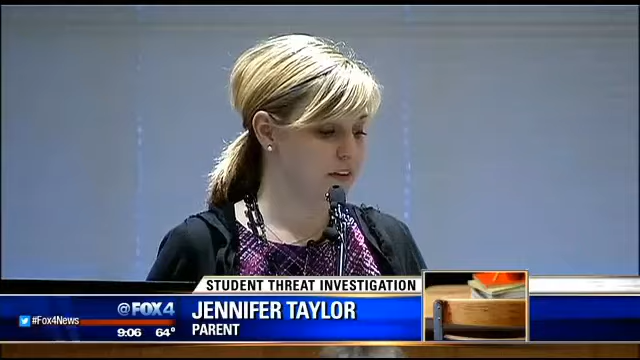 STUDENT THREAT INVESTIGATION
@FOX4
JENNIFER TAYLOR
#Fox4News
9:06 64°
PARENT